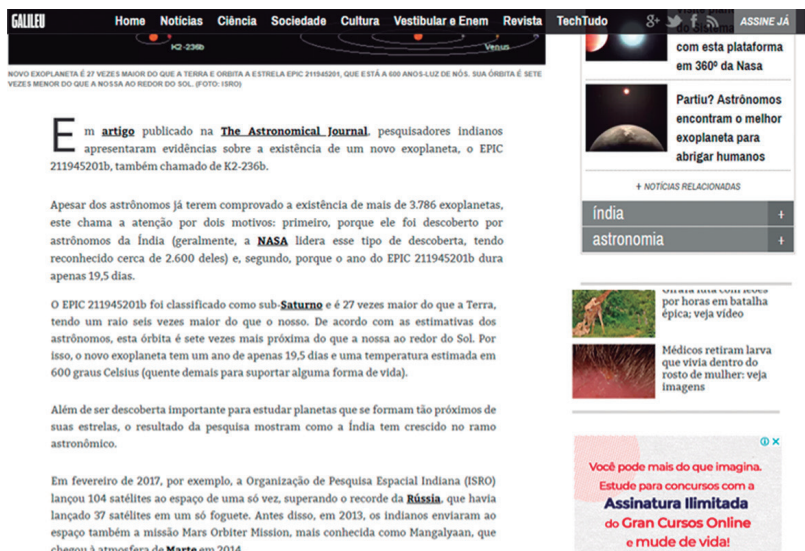 GALILEU
Home Notícias Ciência Sociedade Cultura Vestibular e Enem Revista TechTudo
ASSINE JÁ
K2-236b
Venus
NOVO EXOPLANETA É 27 VEZES MAIOR DO QUE A TERRA E ORBITA A ESTRELA EPIC 211945201, QUE ESTÁ A 600 ANOS-LUZ DE NÓS. SUA ÓRBITA É SETE
VEZES MENOR DO QUE A NOSSA AO REDOR DO SOL. (FOTO: ISRO)
Em artigo publicado na The Astronomical Journal, pesquisadores indianos
apresentaram evidências sobre a existência de um novo exoplaneta, o EPIC
211945201b, também chamado de K2-236b.
Apesar dos astrônomos já terem comprovado a existência de mais de 3.786 exoplanetas,
este chama a atenção por dois motivos: primeiro, porque ele foi descoberto por
astrônomos da Índia (geralmente, a NASA lidera esse tipo de descoberta, tendo
reconhecido cerca de 2.600 deles) e, segundo, porque o ano do EPIC 211945201b dura
apenas 19,5 dias.
O EPIC 211945201b foi classificado como sub-Saturno e é 27 vezes maior do que a Terra,
tendo um raio seis vezes maior do que o nosso. De acordo com as estimativas dos
astrônomos, esta órbita é sete vezes mais próxima do que a nossa ao redor do Sol. Por
isso, o novo exoplaneta tem um ano de apenas 19,5 dias e uma temperatura estimada em
600 graus Celsius (quente demais para suportar alguma forma de vida).
Além de ser descoberta importante para estudar planetas que se formam tão próximos de
suas estrelas, o resultado da pesquisa mostram como a Índia tem crescido no ramo
astronômico.
Em fevereiro de 2017, por exemplo, a Organização de Pesquisa Espacial Indiana (ISRO)
lançou 104 satélites ao espaço de uma só vez, superando o recorde da Rússia, que havia
lançado 37 satélites em um só foguete. Antes disso, em 2013, os indianos enviaram ao
espaço também a missão Mars Orbiter Mission, mais conhecida como Mangalyaan, que
chegou à atmosfera de Marte em 2014.
do Sistema
com esta plataforma
em 360º da Nasa
Partiu? Astrônomos
encontram o melhor
exoplaneta para
abrigar humanos
+ NOTÍCIAS RELACIONADAS
índia +
astronomia +
Girafa luta com leões
por horas em batalha
épica; veja vídeo
Médicos retiram larva
que vivia dentro do
rosto de mulher: veja
imagens
Você pode mais do que imagina.
Estude para concursos com a
Assinatura Ilimitada
do Gran Cursos Online
e mude de vida!